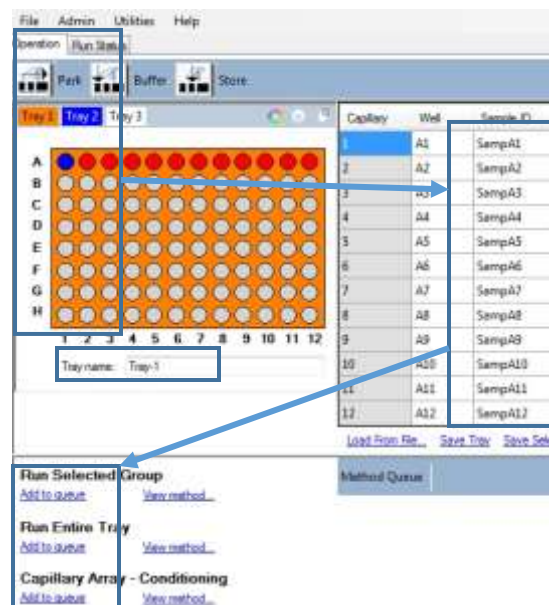 File Admin Utilities Help
Operation Run Status
Park Buffer Store
Tray 1 Tray 2 Tray 3
Capillary Well Sample ID
1 A1 SampA1
2 A2 SampA2
3 A3 SampA3
4 A4 SampA4
5 A5 SampA5
6 A6 SampA6
7 A7 SampA7
8 A8 SampA8
9 A9 SampA9
10 A10 SampA10
11 A11 SampA11
12 A12 SampA12
A
B
C
D
E
F
G
H
1 2 3 4 5 6 7 8 9 10 11 12
Tray name: Tray-1
Load From File... Save Tray Save Sele
Run Selected Group
Add to queue View method...
Run Entire Tray
Add to queue View method...
Capillary Array - Conditioning
Add to queue View method...
Method Queue